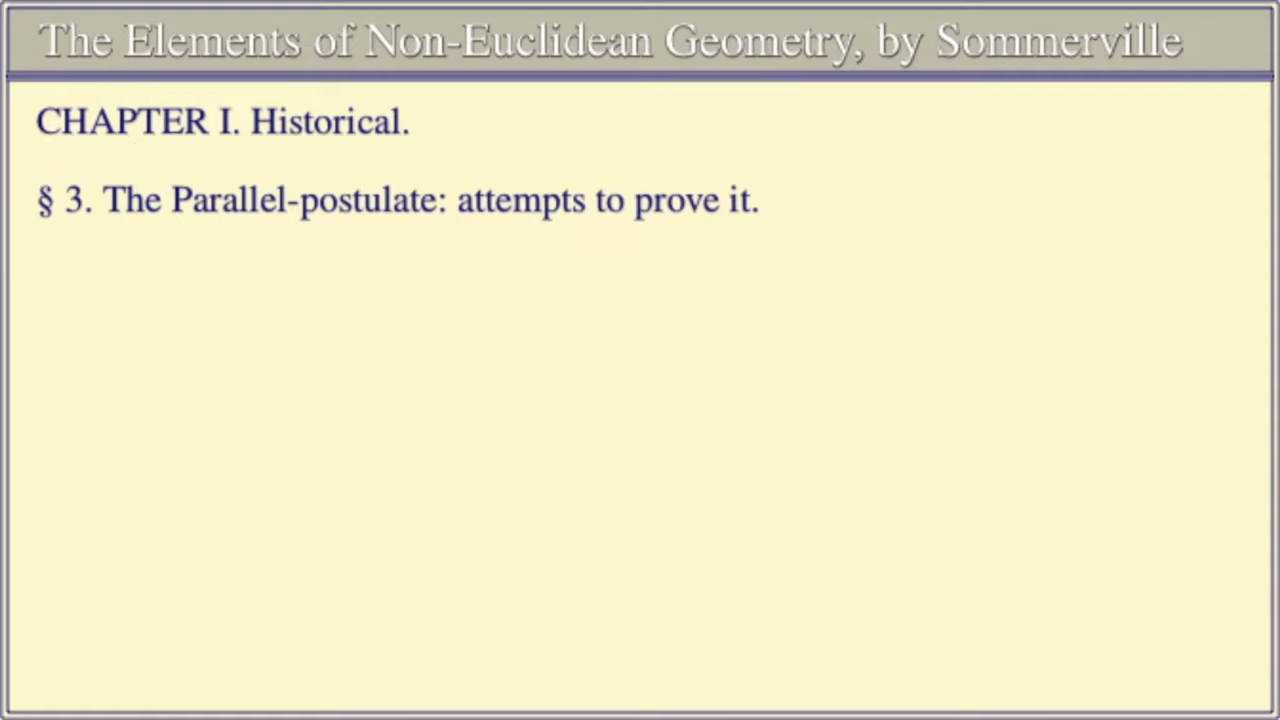 The Elements of Non-Euclidean Geometry, by Sommerville
CHAPTER I. Historical.
§ 3. The Parallel-postulate: attempts to prove it.